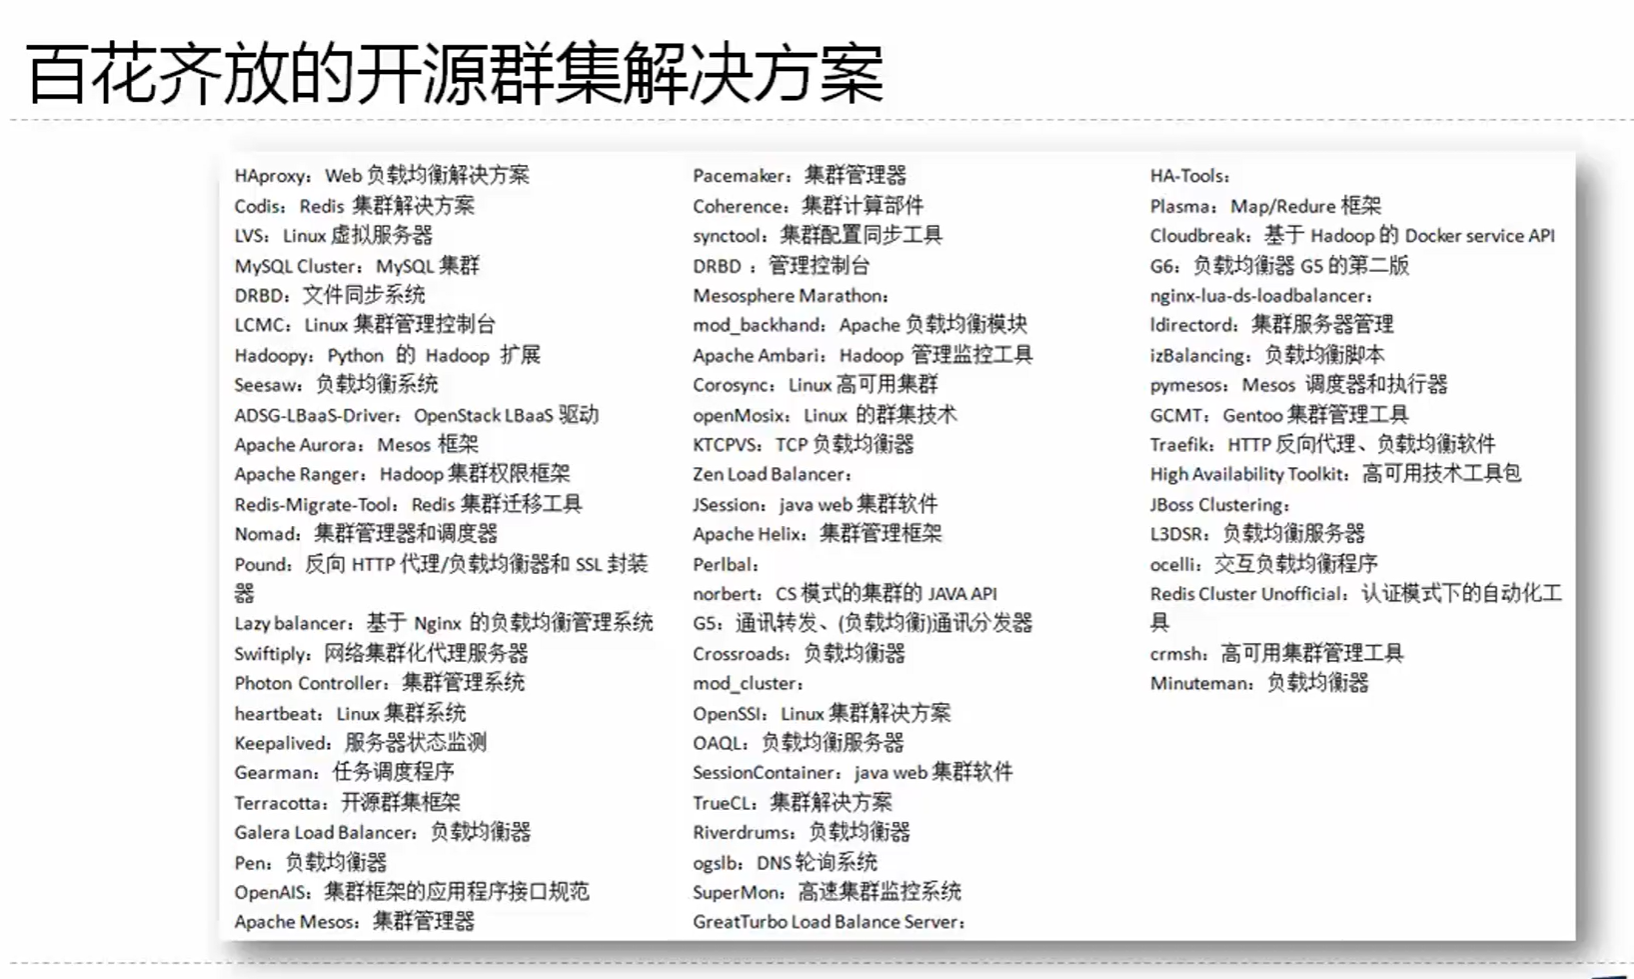 百花齐放的开源群集解决方案
HAproxy：Web 负载均衡解决方案
Codis：Redis 集群解决方案
LVS：Linux 虚拟服务器
MySQL Cluster：MySQL 集群
DRBD：文件同步系统
LCMC：Linux 集群管理控制台
Hadoopy：Python 的 Hadoop 扩展
Seesaw：负载均衡系统
ADSG-LBaaS-Driver：OpenStack LBaaS 驱动
Apache Aurora：Mesos 框架
Apache Ranger：Hadoop 集群权限框架
Redis-Migrate-Tool：Redis 集群迁移工具
Nomad：集群管理器和调度器
Pound：反向 HTTP 代理/负载均衡器和 SSL 封装
器
Lazy balancer：基于 Nginx 的负载均衡管理系统
Swiftiply：网络集群化代理服务器
Photon Controller：集群管理系统
heartbeat：Linux 集群系统
Keepalived：服务器状态监测
Gearman：任务调度程序
Terracotta：开源群集框架
Galera Load Balancer：负载均衡器
Pen：负载均衡器
OpenAIS：集群框架的应用程序接口规范
Apache Mesos：集群管理器
Pacemaker：集群管理器
Coherence：集群计算部件
synctool：集群配置同步工具
DRBD ：管理控制台
Mesosphere Marathon：
mod_backhand：Apache 负载均衡模块
Apache Ambari：Hadoop 管理监控工具
Corosync：Linux 高可用集群
openMosix：Linux 的群集技术
KTCPVS：TCP 负载均衡器
Zen Load Balancer：
JSession：java web 集群软件
Apache Helix：集群管理框架
Perlbal：
norbert：CS 模式的集群的 JAVA API
G5：通讯转发、(负载均衡)通讯分发器
Crossroads：负载均衡器
mod_cluster：
OpenSSI：Linux 集群解决方案
OAQL：负载均衡服务器
SessionContainer：java web 集群软件
TrueCL：集群解决方案
Riverdrums：负载均衡器
ogslb：DNS 轮询系统
SuperMon：高速集群监控系统
GreatTurbo Load Balance Server：
HA-Tools：
Plasma：Map/Redure 框架
Cloudbreak：基于 Hadoop 的 Docker service API
G6：负载均衡器 G5 的第二版
nginx-lua-ds-loadbalancer：
ldirectord：集群服务器管理
izBalancing：负载均衡脚本
pymesos：Mesos 调度器和执行器
GCMT：Gentoo 集群管理工具
Traefik：HTTP 反向代理、负载均衡软件
High Availability Toolkit：高可用技术工具包
JBoss Clustering：
L3DSR：负载均衡服务器
ocelli：交互负载均衡程序
Redis Cluster Unofficial：认证模式下的自动化工
具
crmsh：高可用集群管理工具
Minuteman：负载均衡器